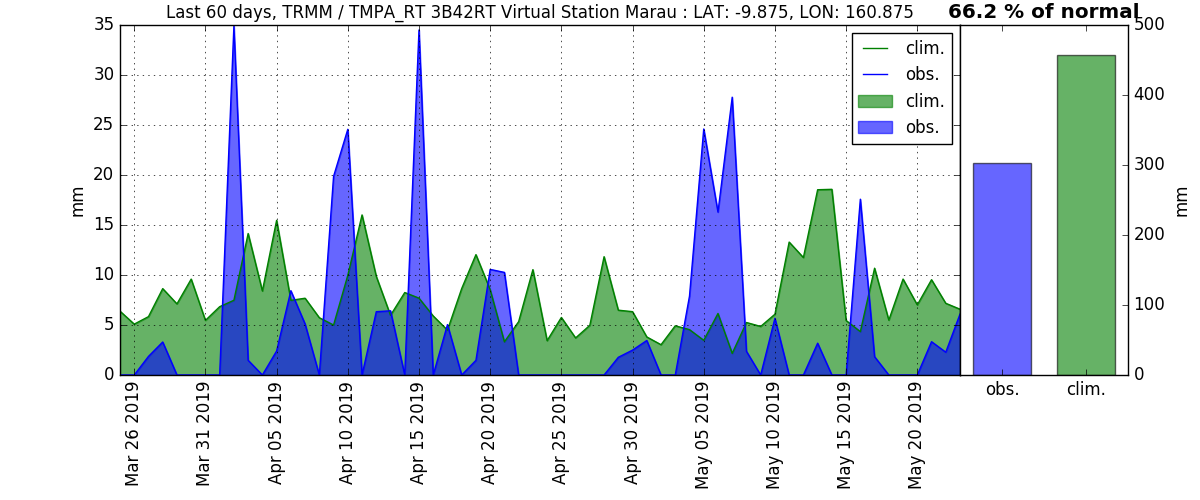 Last 60 days, TRMM / TMPA_RT 3B42RT Virtual Station Marau : LAT: -9.875, LON: 160.875
66.2 % of normal
35
30
25
20
15
10
5
0
mm
clim.
obs.
clim.
obs.
500
400
300
200
100
0
mm
Mar 26 2019
Mar 31 2019
Apr 05 2019
Apr 10 2019
Apr 15 2019
Apr 20 2019
Apr 25 2019
Apr 30 2019
May 05 2019
May 10 2019
May 15 2019
May 20 2019
obs.
clim.